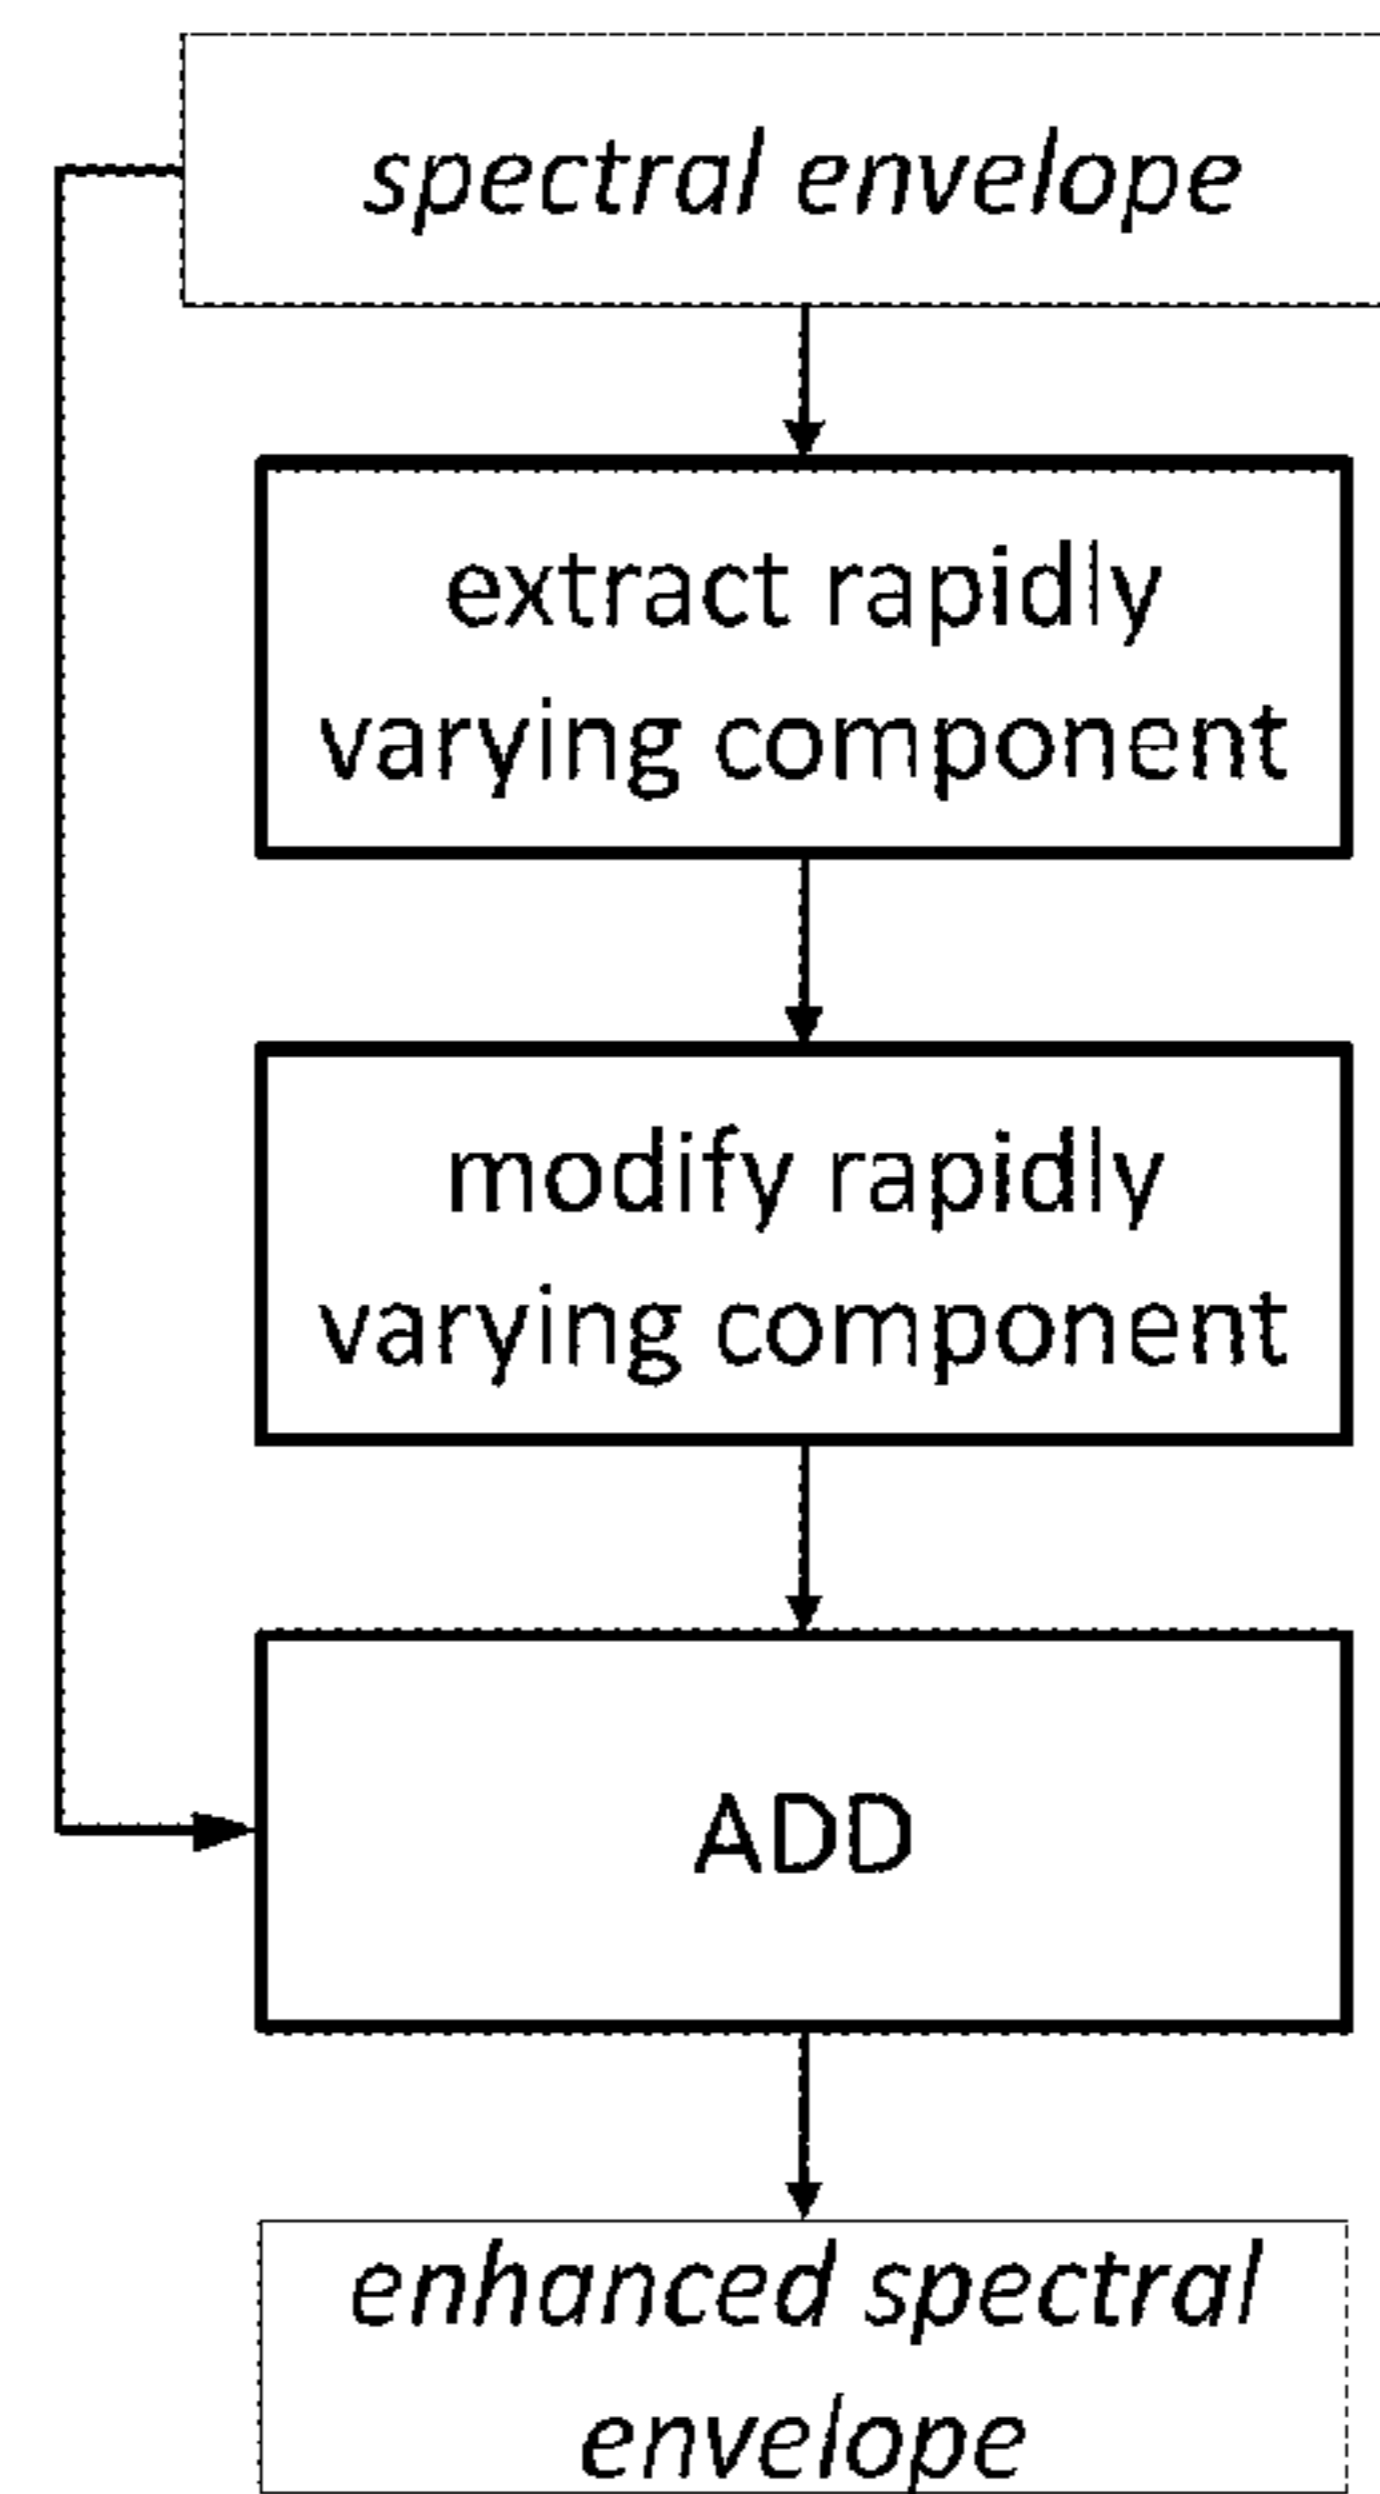 spectral envelope
extract rapidly
varying component
modify rapidly
varying component
ADD
enhanced spectral
envelope